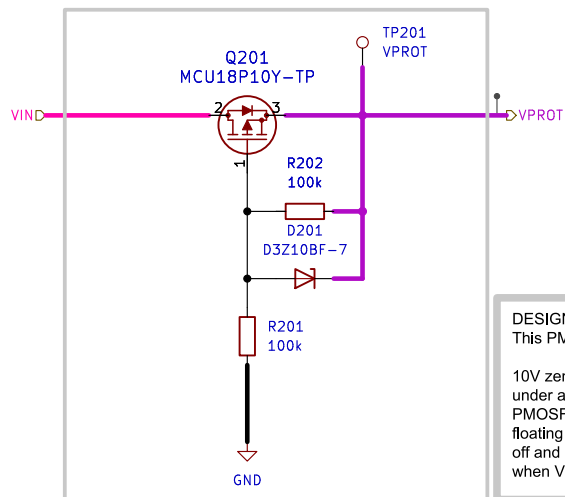 TP201
VPROT
Q201
MCU18P10Y-TP
2
3
VIN
VPROT
1
R202
100k
D201
D3Z10BF-7
R201
100k
GND
DESIGN
This PM
10V zen
under a
PMOSF
floating
off and
when V